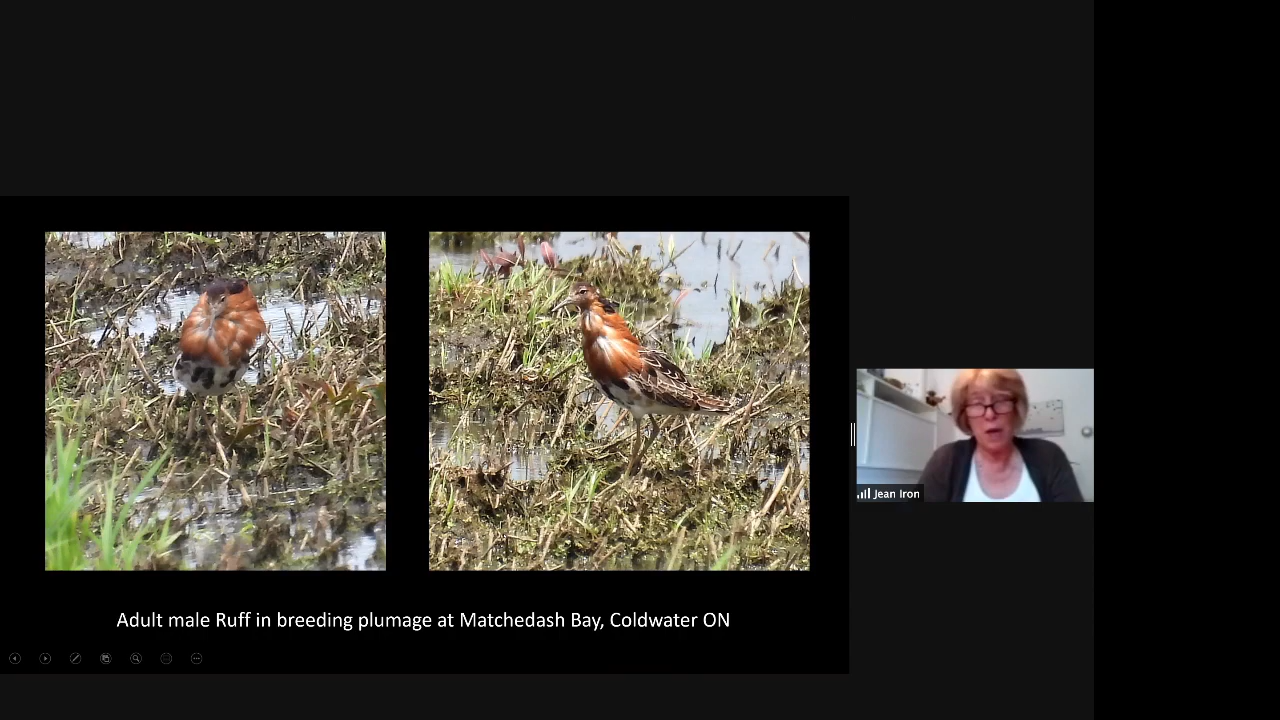 Jean Iron
Adult male Ruff in breeding plumage at Matchedash Bay, Coldwater ON